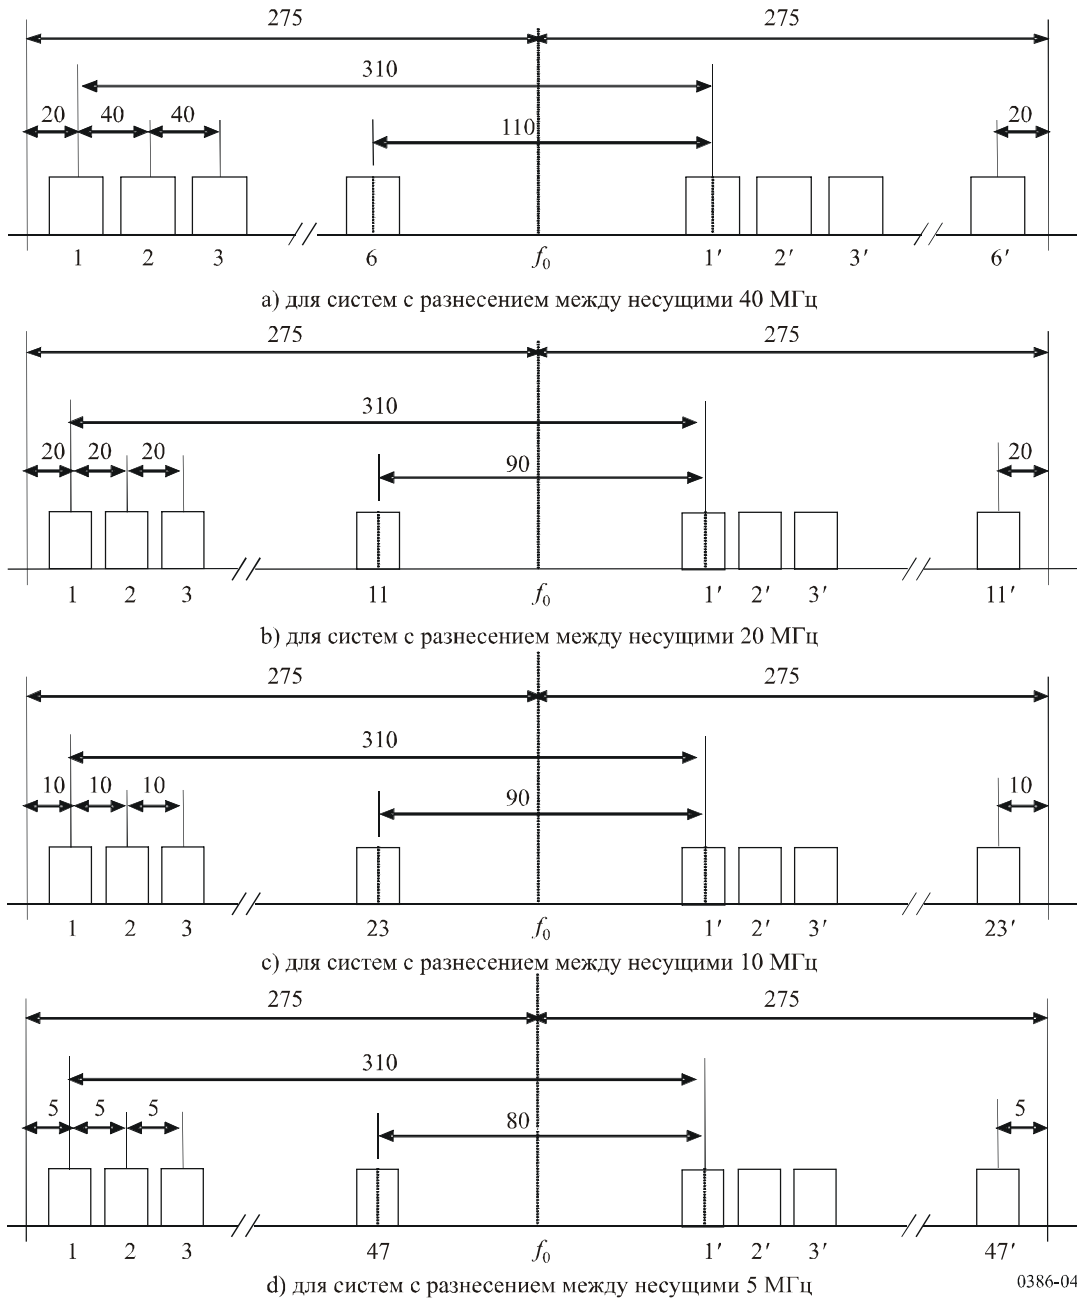 275 275
310
20 40 40 110 20
1 2 3 6 f0 1′ 2′ 3′ 6′
a) для систем с разнесением между несущими 40 МГц
275 275
310
20 20 20 90 20
1 2 3 11 f0 1′ 2′ 3′ 11′
b) для систем с разнесением между несущими 20 МГц
275 275
310
10 10 10 90 10
1 2 3 23 f0 1′ 2′ 3′ 23′
c) для систем с разнесением между несущими 10 МГц
275 275
310
5 5 5 80 5
1 2 3 47 f0 1′ 2′ 3′ 47′
d) для систем с разнесением между несущими 5 МГц
0386-04